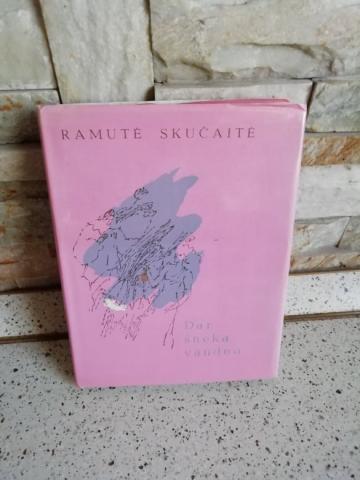 RAMUTĖ SKUČAITĖ
Dar
šneka
vanduo